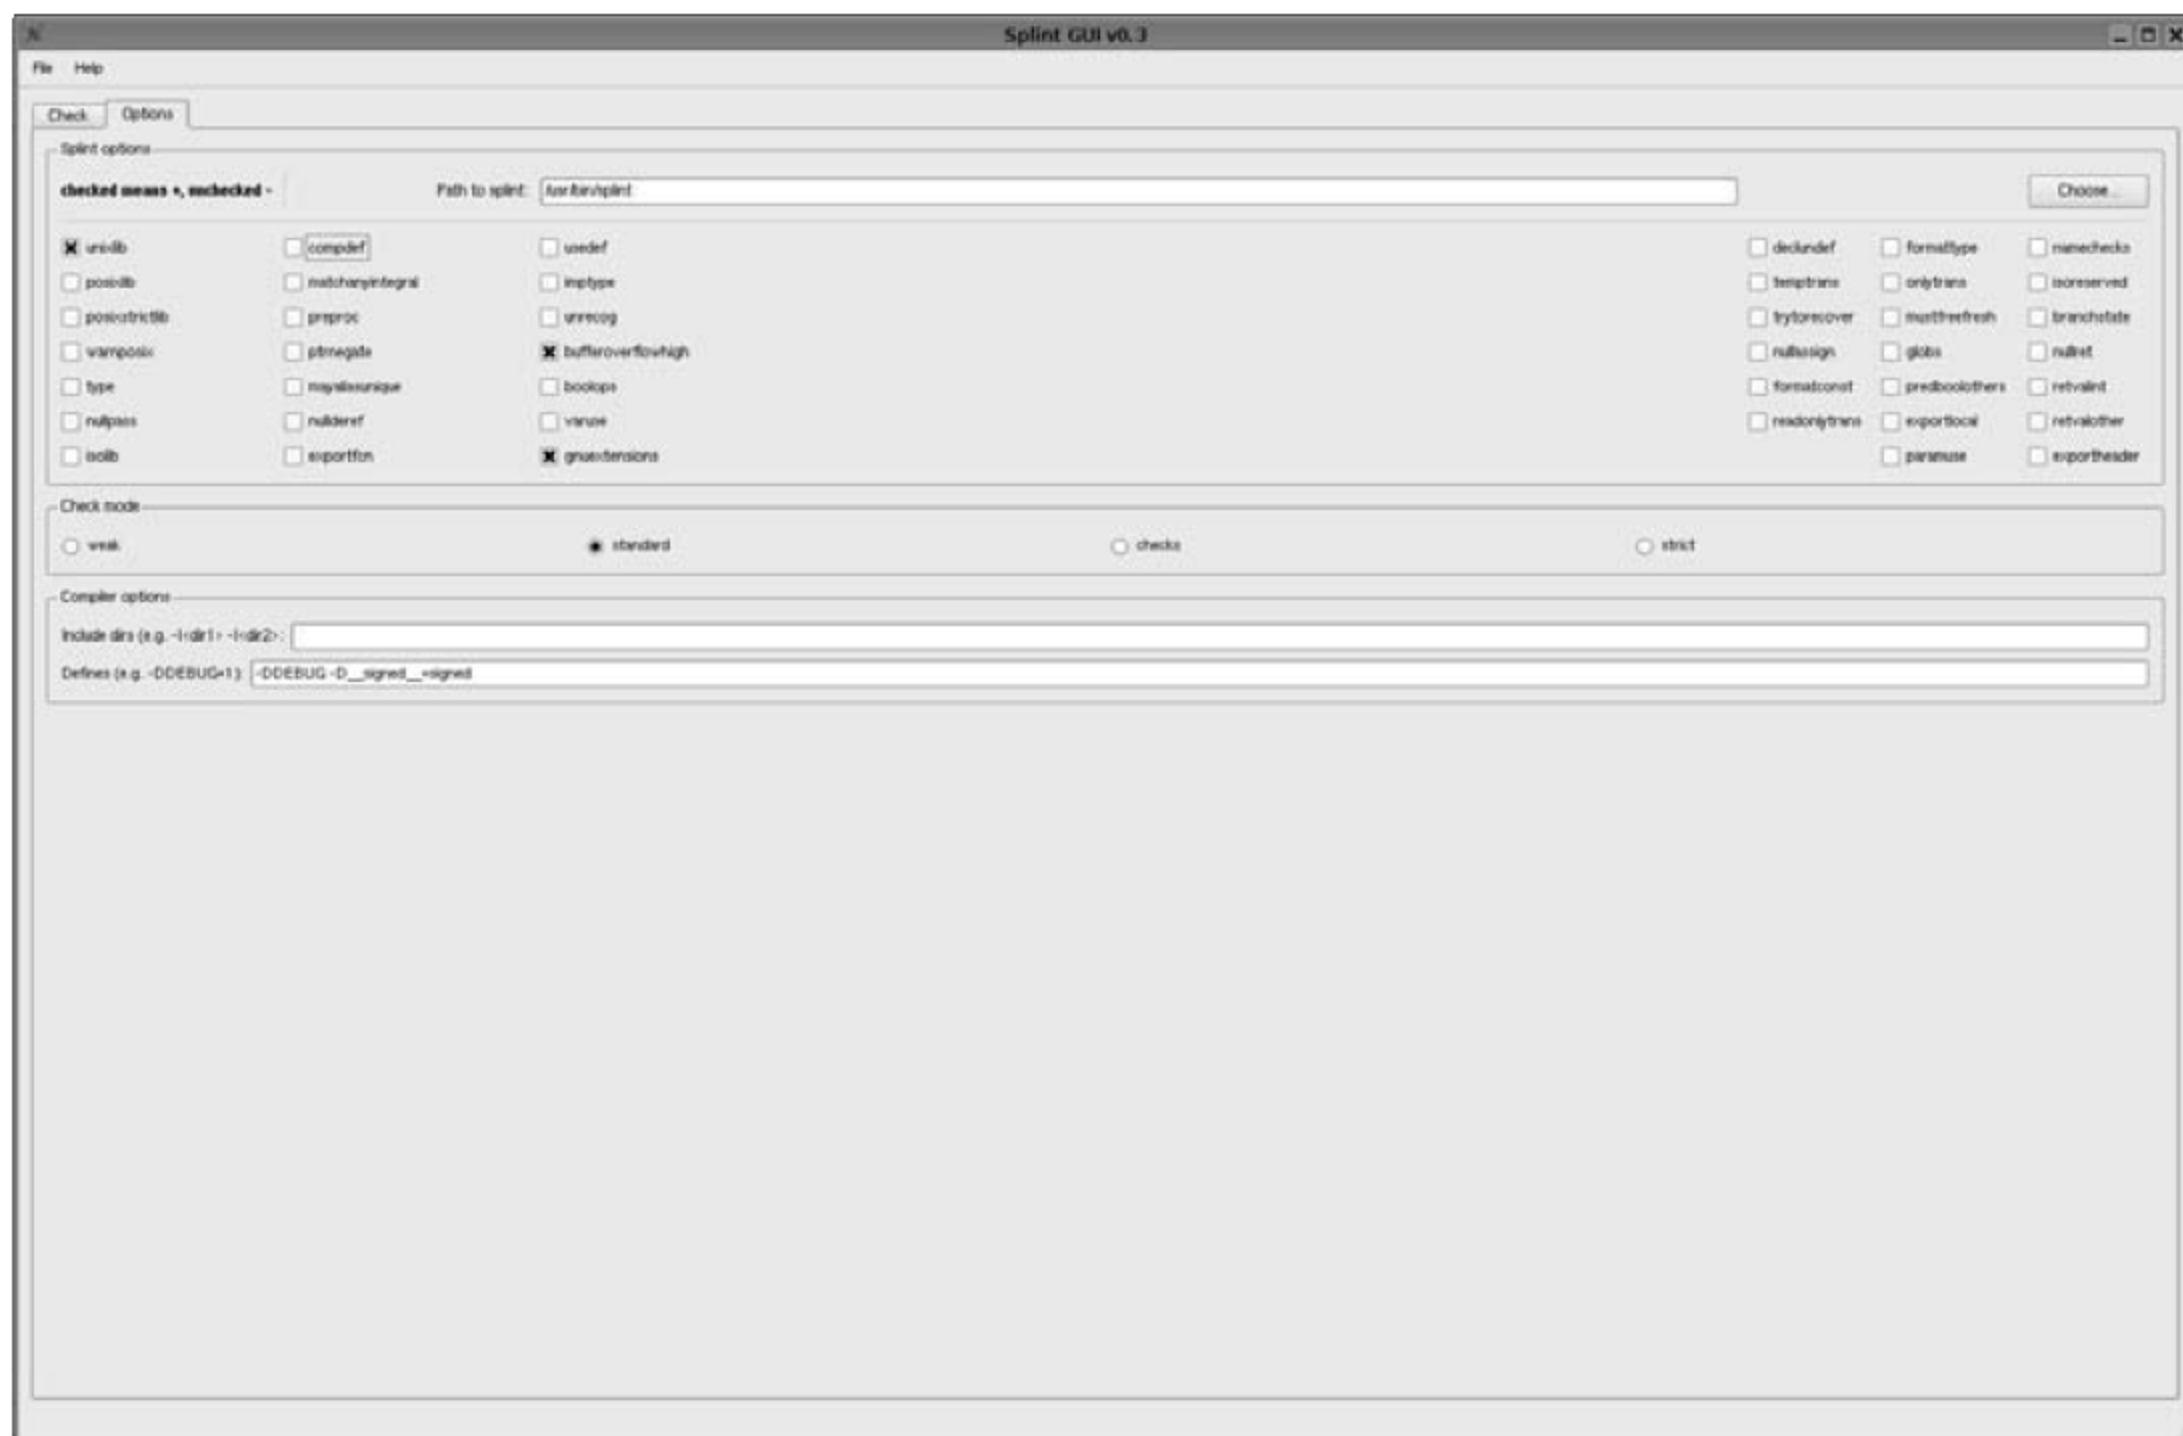 Splint GUI v0.3
File Help
Check Options
Splint options
checked means +, unchecked - Path to splint: /usr/bin/splint Choose...
unixlib compdef usedef declundef formattype namechecks
posixlib matchanyintegral imptype temptrans onlytrans isoreserved
posixstrictlib preproc unrecog trytorecover mustfreefresh branchstate
warnposix ptrnegate bufferoverflowhigh nullassign globs nullret
type mayaliasunique boolops formatconst predboolothers retvalint
nullpass nullderef varuse readonlytrans exportlocal retvalother
isolib exportfcn gnuextensions paramuse exportheader
Check mode
weak standard checks strict
Compiler options
Include dirs (e.g. -I<dir1> -I<dir2>:
Defines (e.g. -DDEBUG=1): -DDEBUG -D__signed__=signed